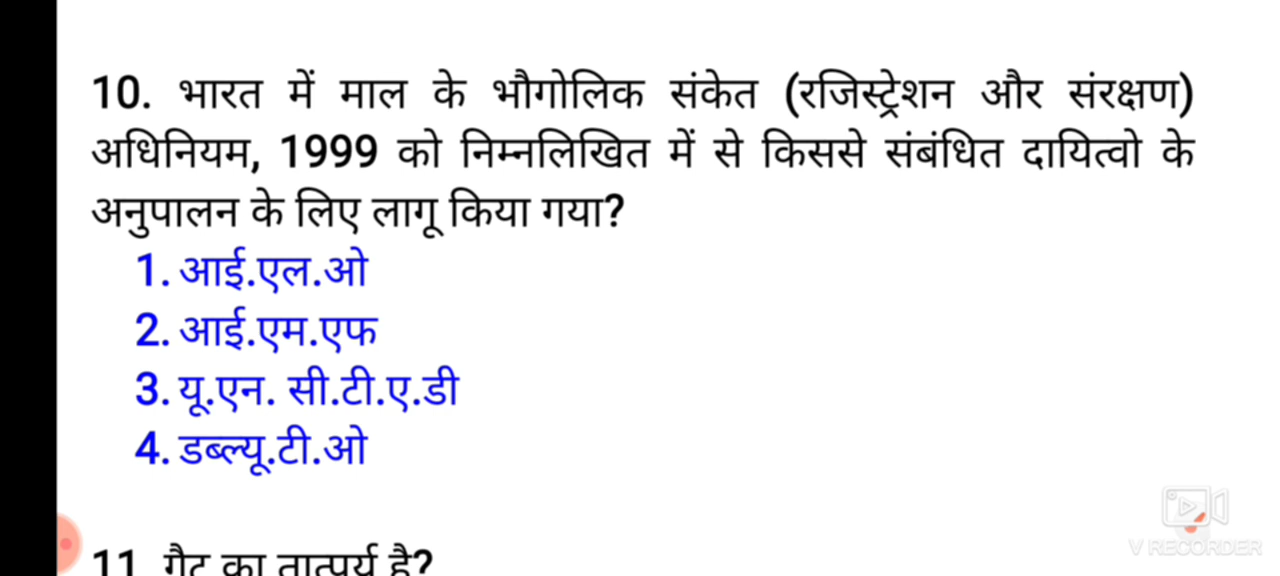 10. भारत में माल के भौगोलिक संकेत (रजिस्ट्रेशन और संरक्षण)
अधिनियम, 1999 को निम्नलिखित में से किससे संबंधित दायित्वो के
अनुपालन के लिए लागू किया गया?
1. आई.एल.ओ
2. आई.एम.एफ
3. यू.एन. सी.टी.ए.डी
4. डब्ल्यू.टी.ओ
11. गैट का तात्पर्य है?
V RECORDER